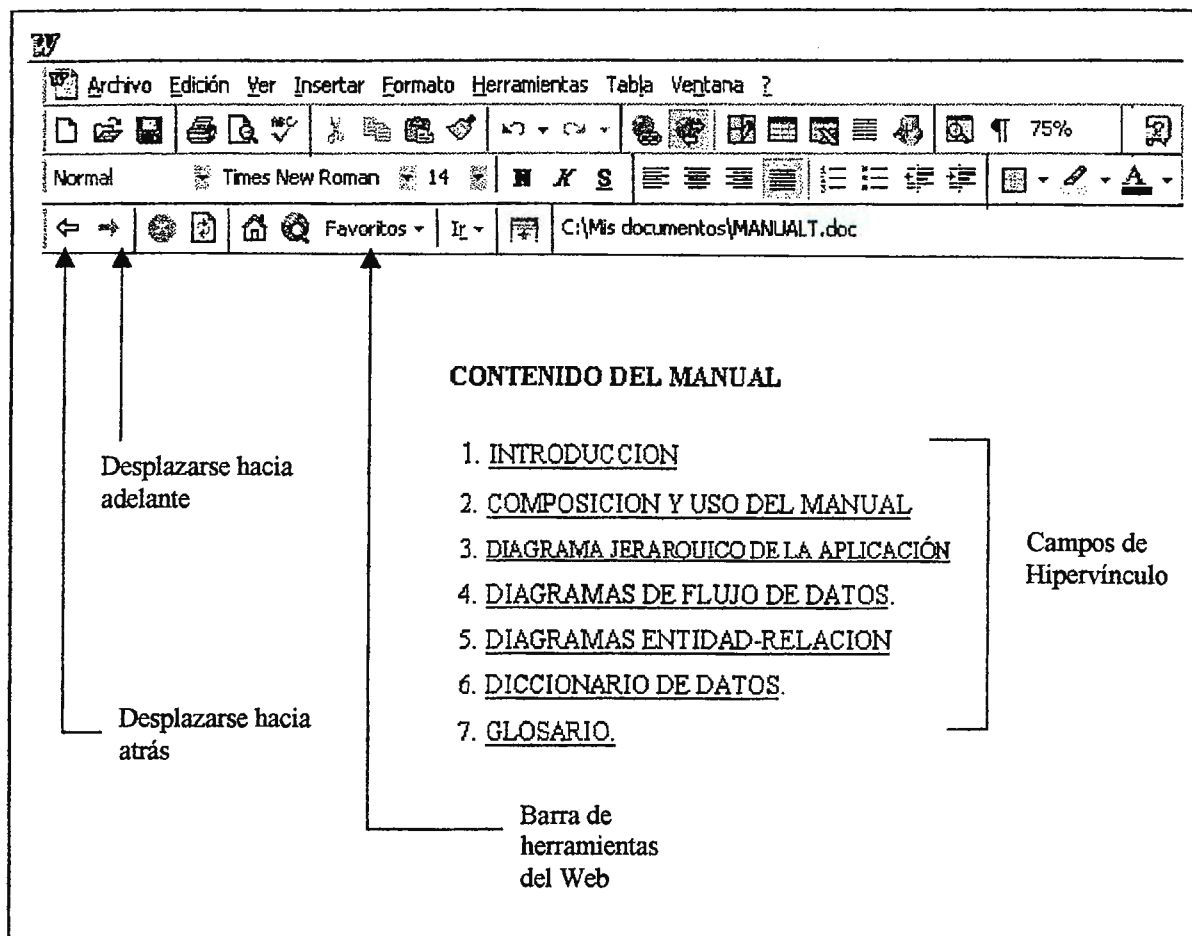 W
Archivo Edición Ver Insertar Formato Herramientas Tabla Ventana ?
ABC ¶ 75% ?
Normal Times New Roman 14 N K S A
Favoritos Ir C:\Mis documentos\MANUALT.doc
CONTENIDO DEL MANUAL
1. INTRODUCCION
2. COMPOSICION Y USO DEL MANUAL
3. DIAGRAMA JERARQUICO DE LA APLICACIÓN
4. DIAGRAMAS DE FLUJO DE DATOS.
5. DIAGRAMAS ENTIDAD-RELACION
6. DICCIONARIO DE DATOS.
7. GLOSARIO.
Desplazarse hacia
adelante
Campos de
Hipervínculo
Desplazarse hacia
atrás
Barra de
herramientas
del Web